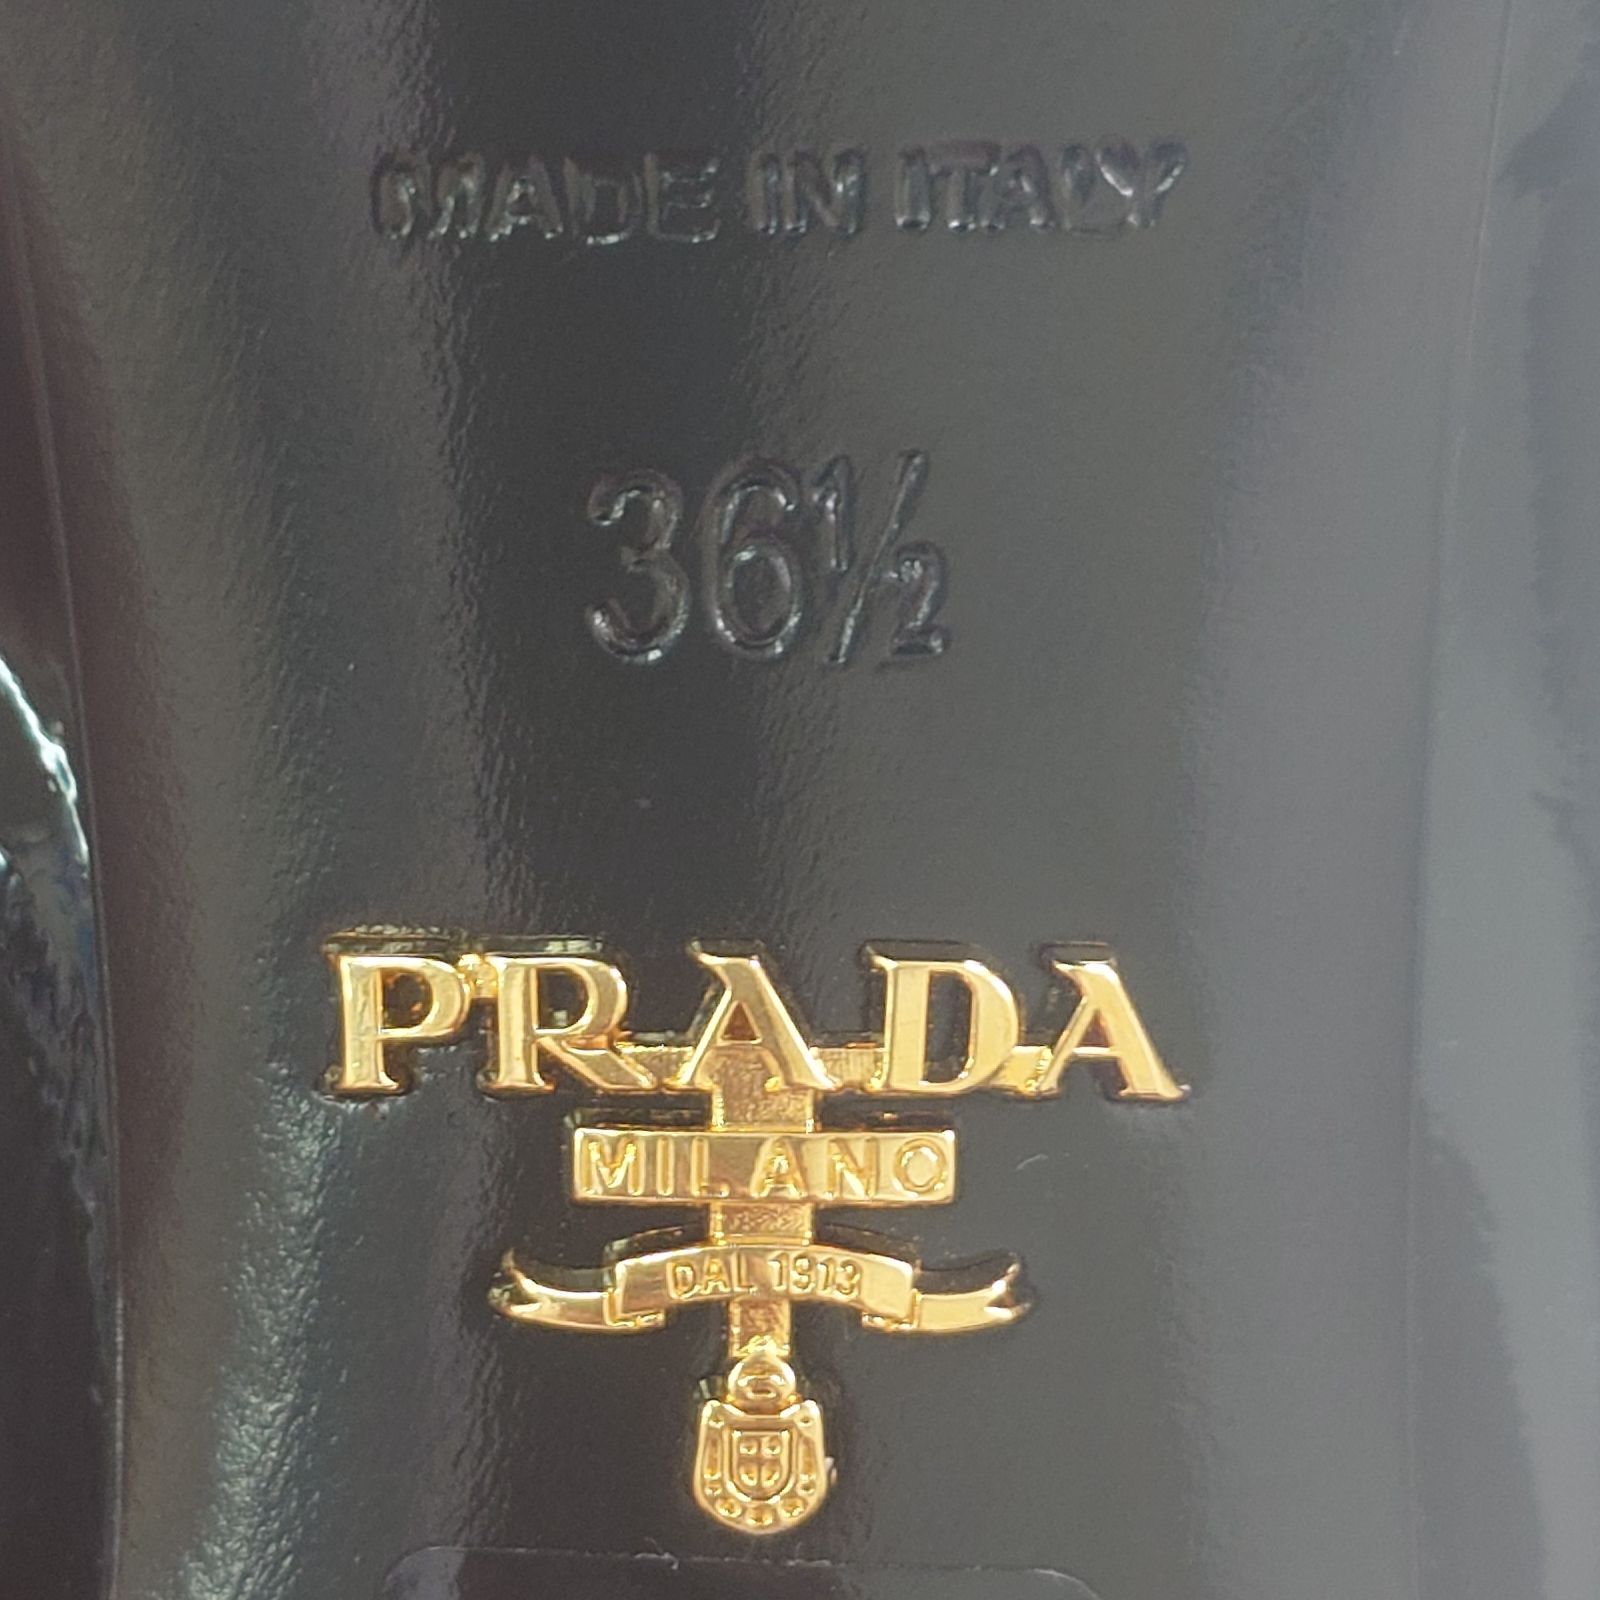 MADE IN ITALY
36½
PRADA
MILANO
DAL 1913